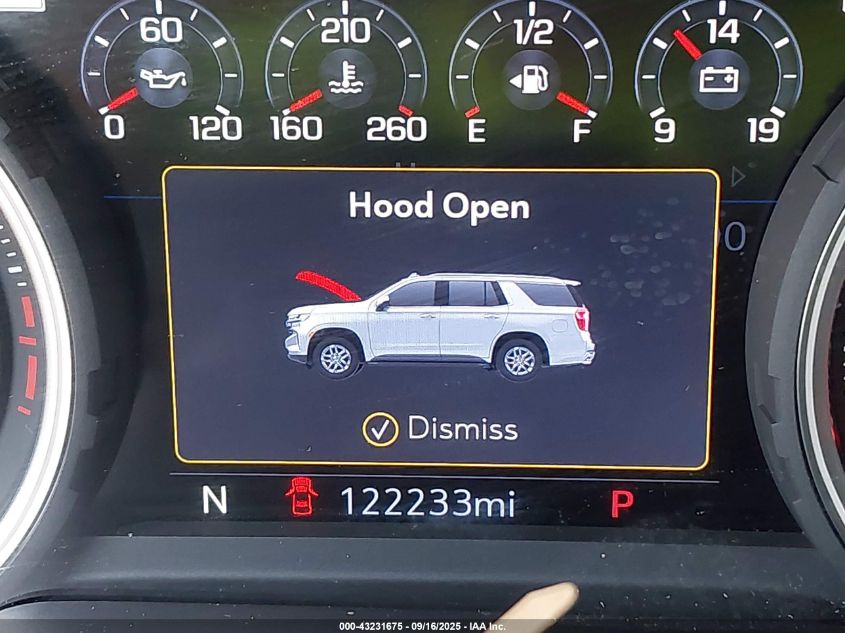 60 210 1/2 14
0 120 160 260 E F 9 19
Hood Open
Dismiss
N 122233mi P
000-43231675 - 09/16/2025 - IAA Inc.